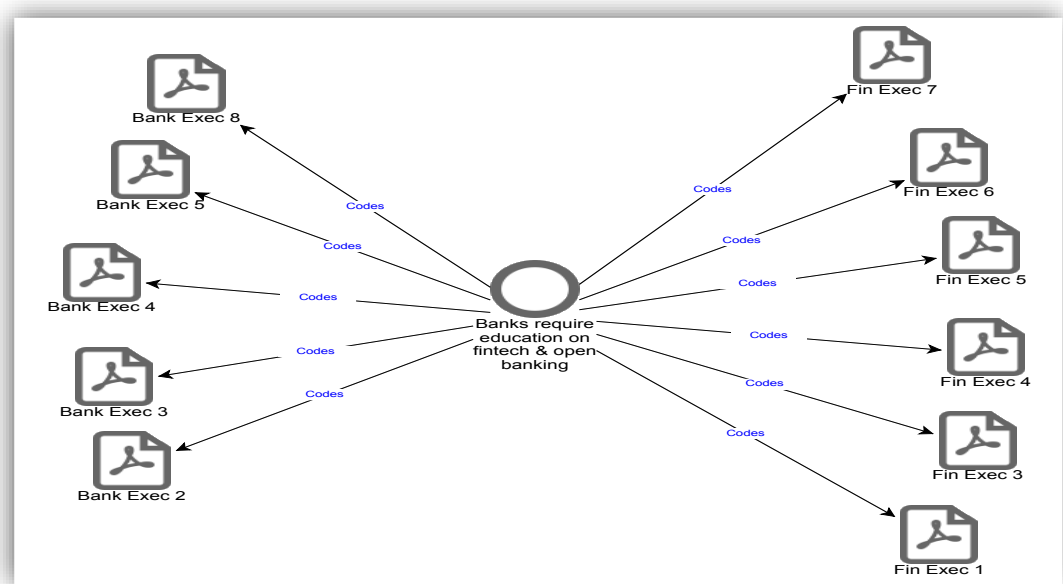 Fin Exec 7
Bank Exec 8
Codes
Fin Exec 6
Bank Exec 5
Codes
Codes
Codes
Fin Exec 5
Codes
Codes
Bank Exec 4
Banks require
education on
fintech & open
banking
Codes
Codes
Fin Exec 4
Codes
Bank Exec 3
Codes
Codes
Fin Exec 3
Bank Exec 2
Fin Exec 1